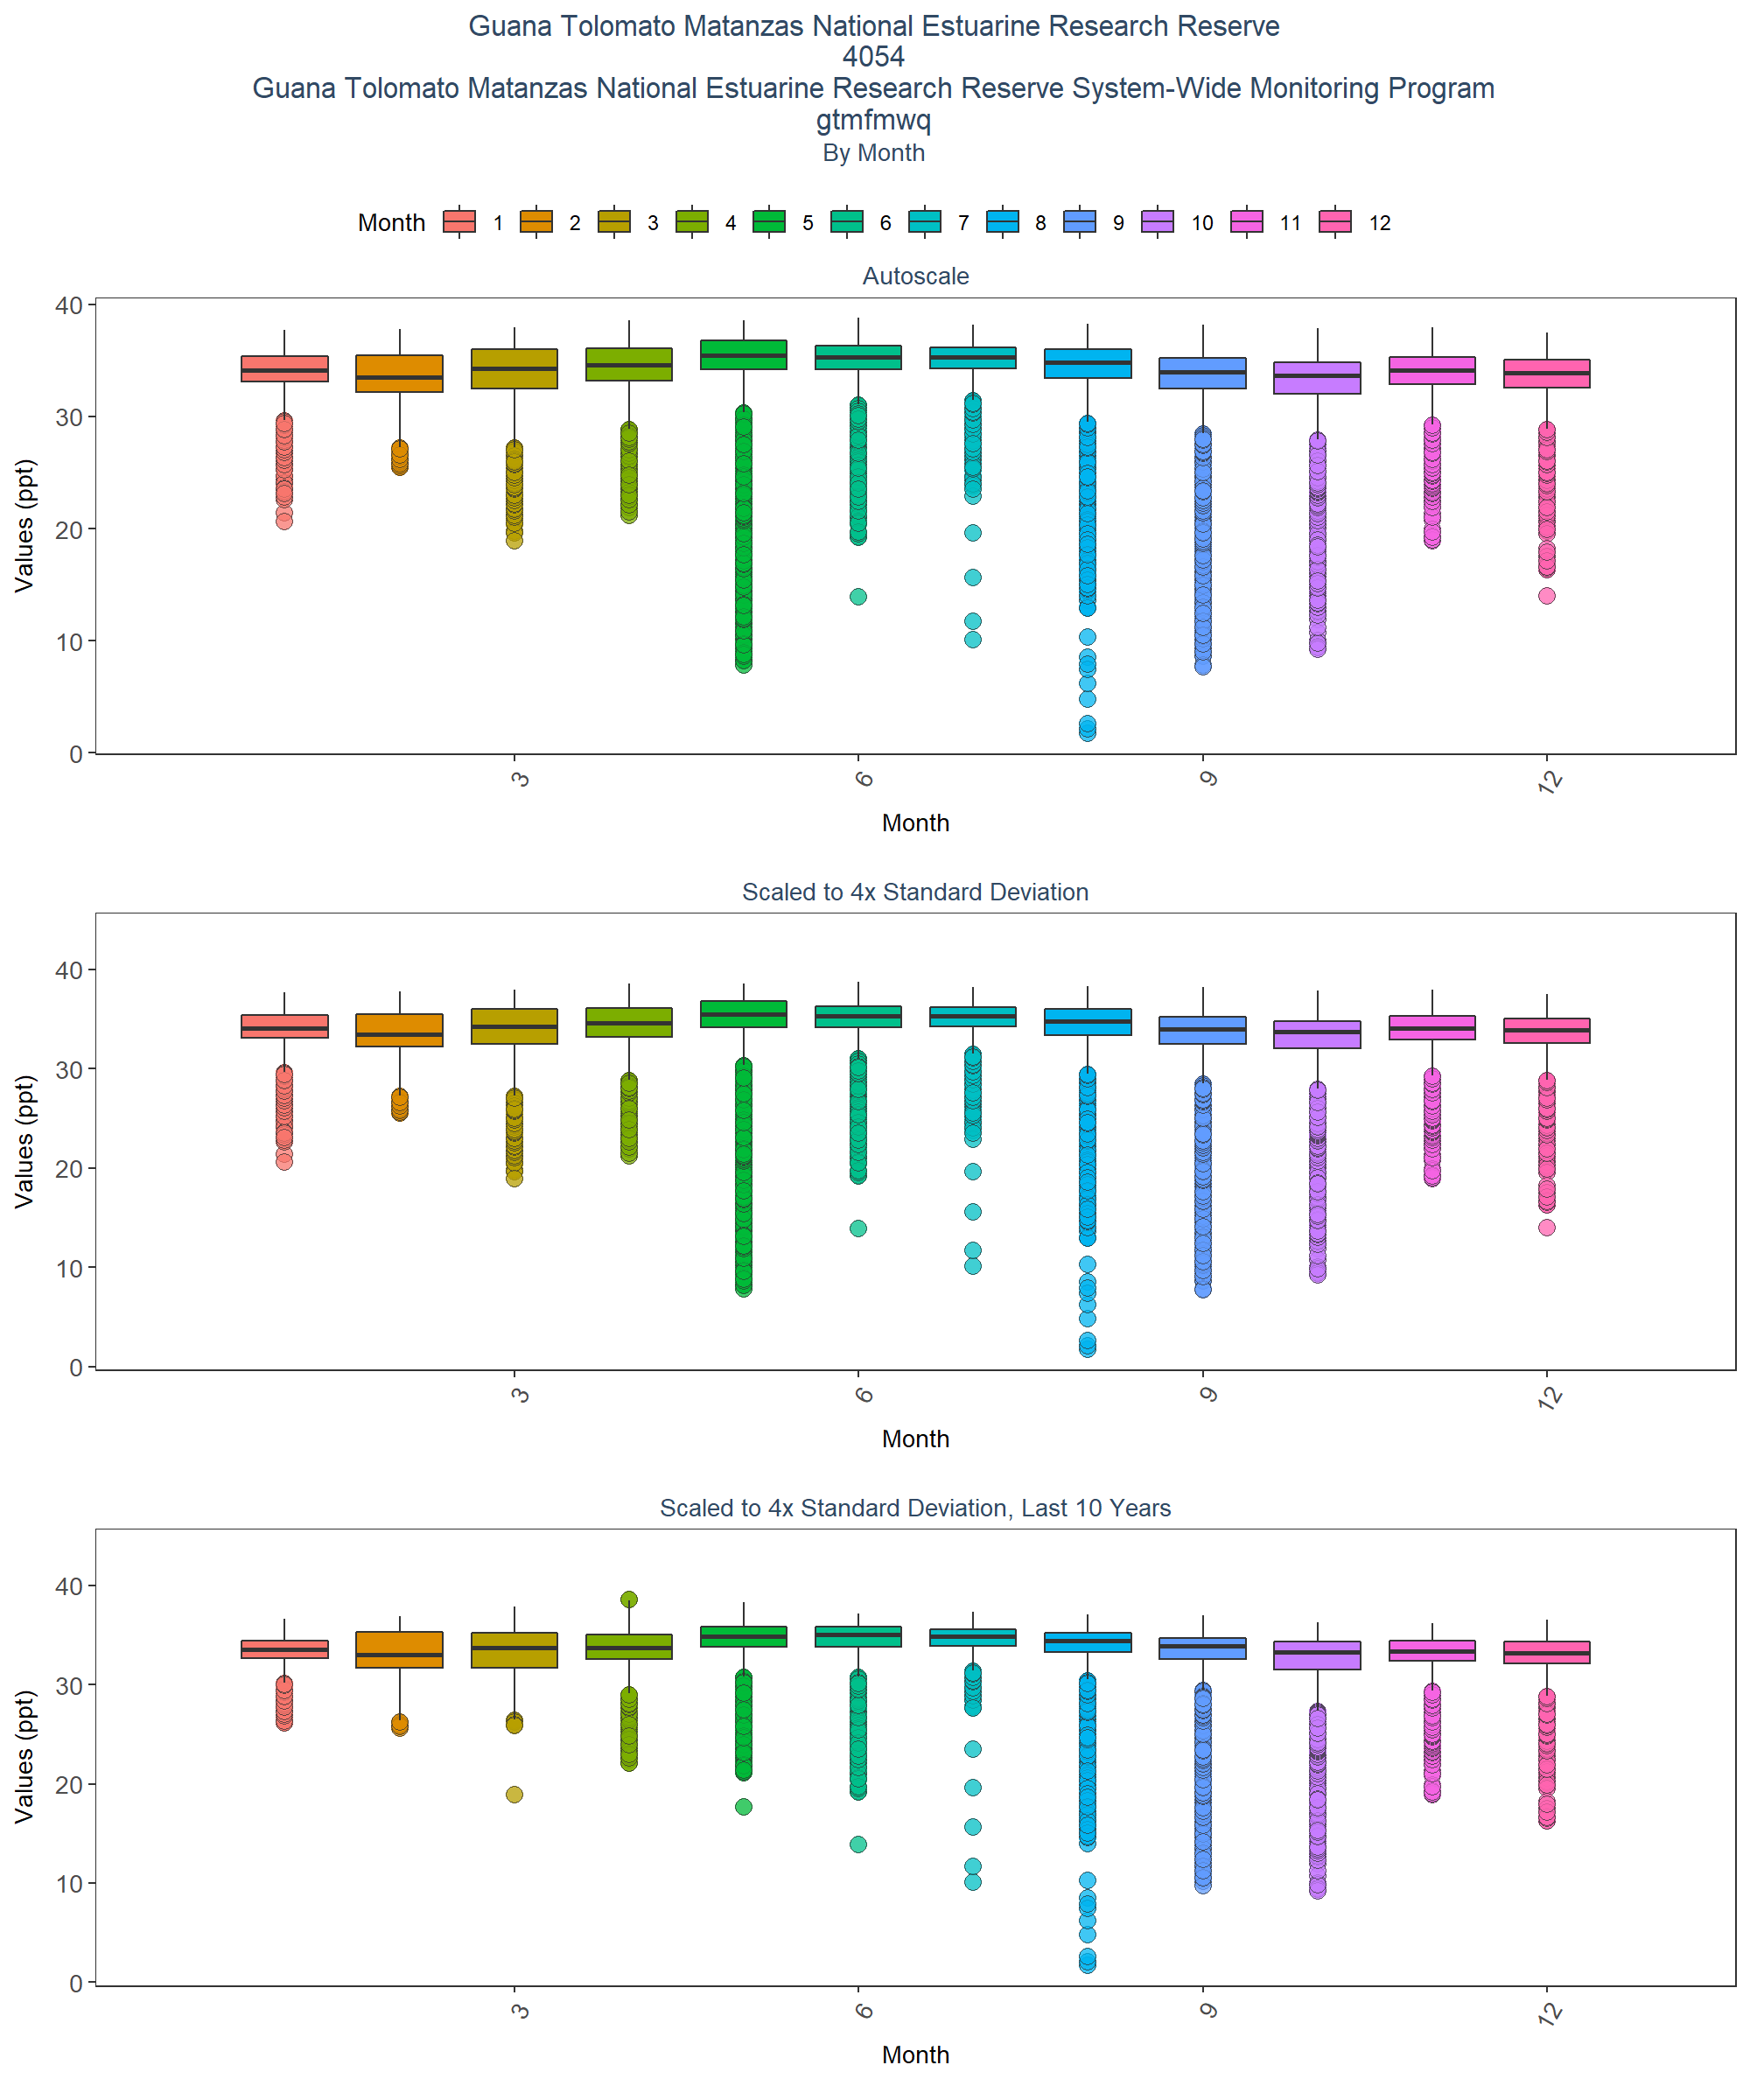 Guana Tolomato Matanzas National Estuarine Research Reserve
4054
Guana Tolomato Matanzas National Estuarine Research Reserve System-Wide Monitoring Program
gtmfmwq
By Month
Month 1 2 3 4 5 6 7 8 9 10 11 12
Autoscale
40
30
20
10
0
Values (ppt)
3 6 9 12
Month
Scaled to 4x Standard Deviation
40
30
20
10
0
Values (ppt)
3 6 9 12
Month
Scaled to 4x Standard Deviation, Last 10 Years
40
30
20
10
0
Values (ppt)
3 6 9 12
Month